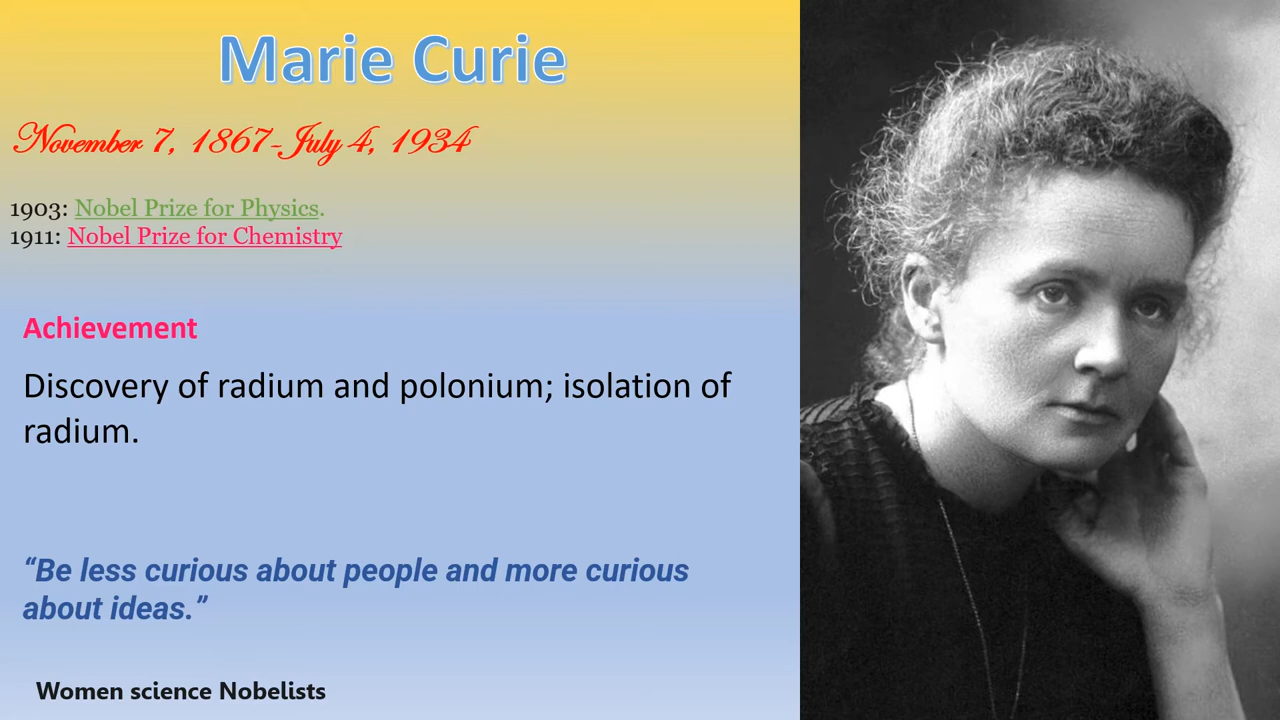 Marie Curie
November 7, 1867-July 4, 1934
1903: Nobel Prize for Physics.
1911: Nobel Prize for Chemistry
Achievement
Discovery of radium and polonium; isolation of
radium.
“Be less curious about people and more curious
about ideas.”
Women science Nobelists